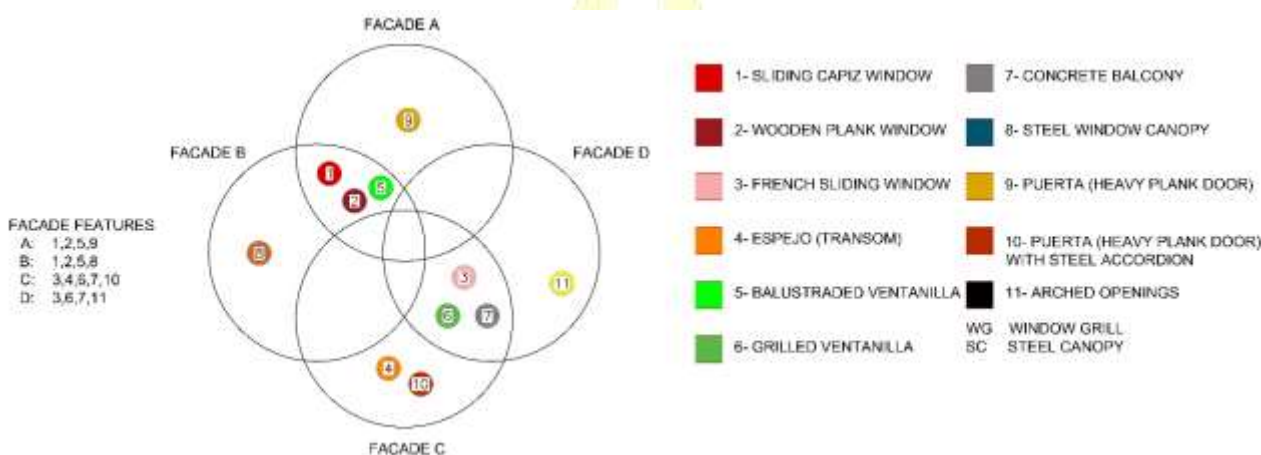 FACADE A
FACADE B
FACADE D
FACADE C
9
1
5
2
8
3
11
6
7
4
10
FACADE FEATURES
A: 1,2,5,9
B: 1,2,5,8
C: 3,4,6,7,10
D: 3,6,7,11
1- SLIDING CAPIZ WINDOW
2- WOODEN PLANK WINDOW
3- FRENCH SLIDING WINDOW
4- ESPEJO (TRANSOM)
5- BALUSTRADED VENTANILLA
6- GRILLED VENTANILLA
7- CONCRETE BALCONY
8- STEEL WINDOW CANOPY
9- PUERTA (HEAVY PLANK DOOR)
10- PUERTA (HEAVY PLANK DOOR)
WITH STEEL ACCORDION
11- ARCHED OPENINGS
WG WINDOW GRILL
SC STEEL CANOPY